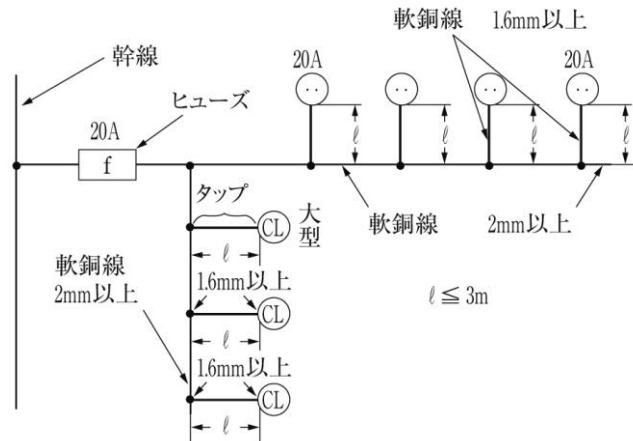 軟銅線
1.6mm以上
幹線
20A
20A
ヒューズ
20A
f
ℓ
ℓ
ℓ
ℓ
タップ
CL
大型
軟銅線
2mm以上
ℓ
軟銅線
2mm以上
1.6mm以上
CL
ℓ ≦ 3m
ℓ
1.6mm以上
CL
ℓ